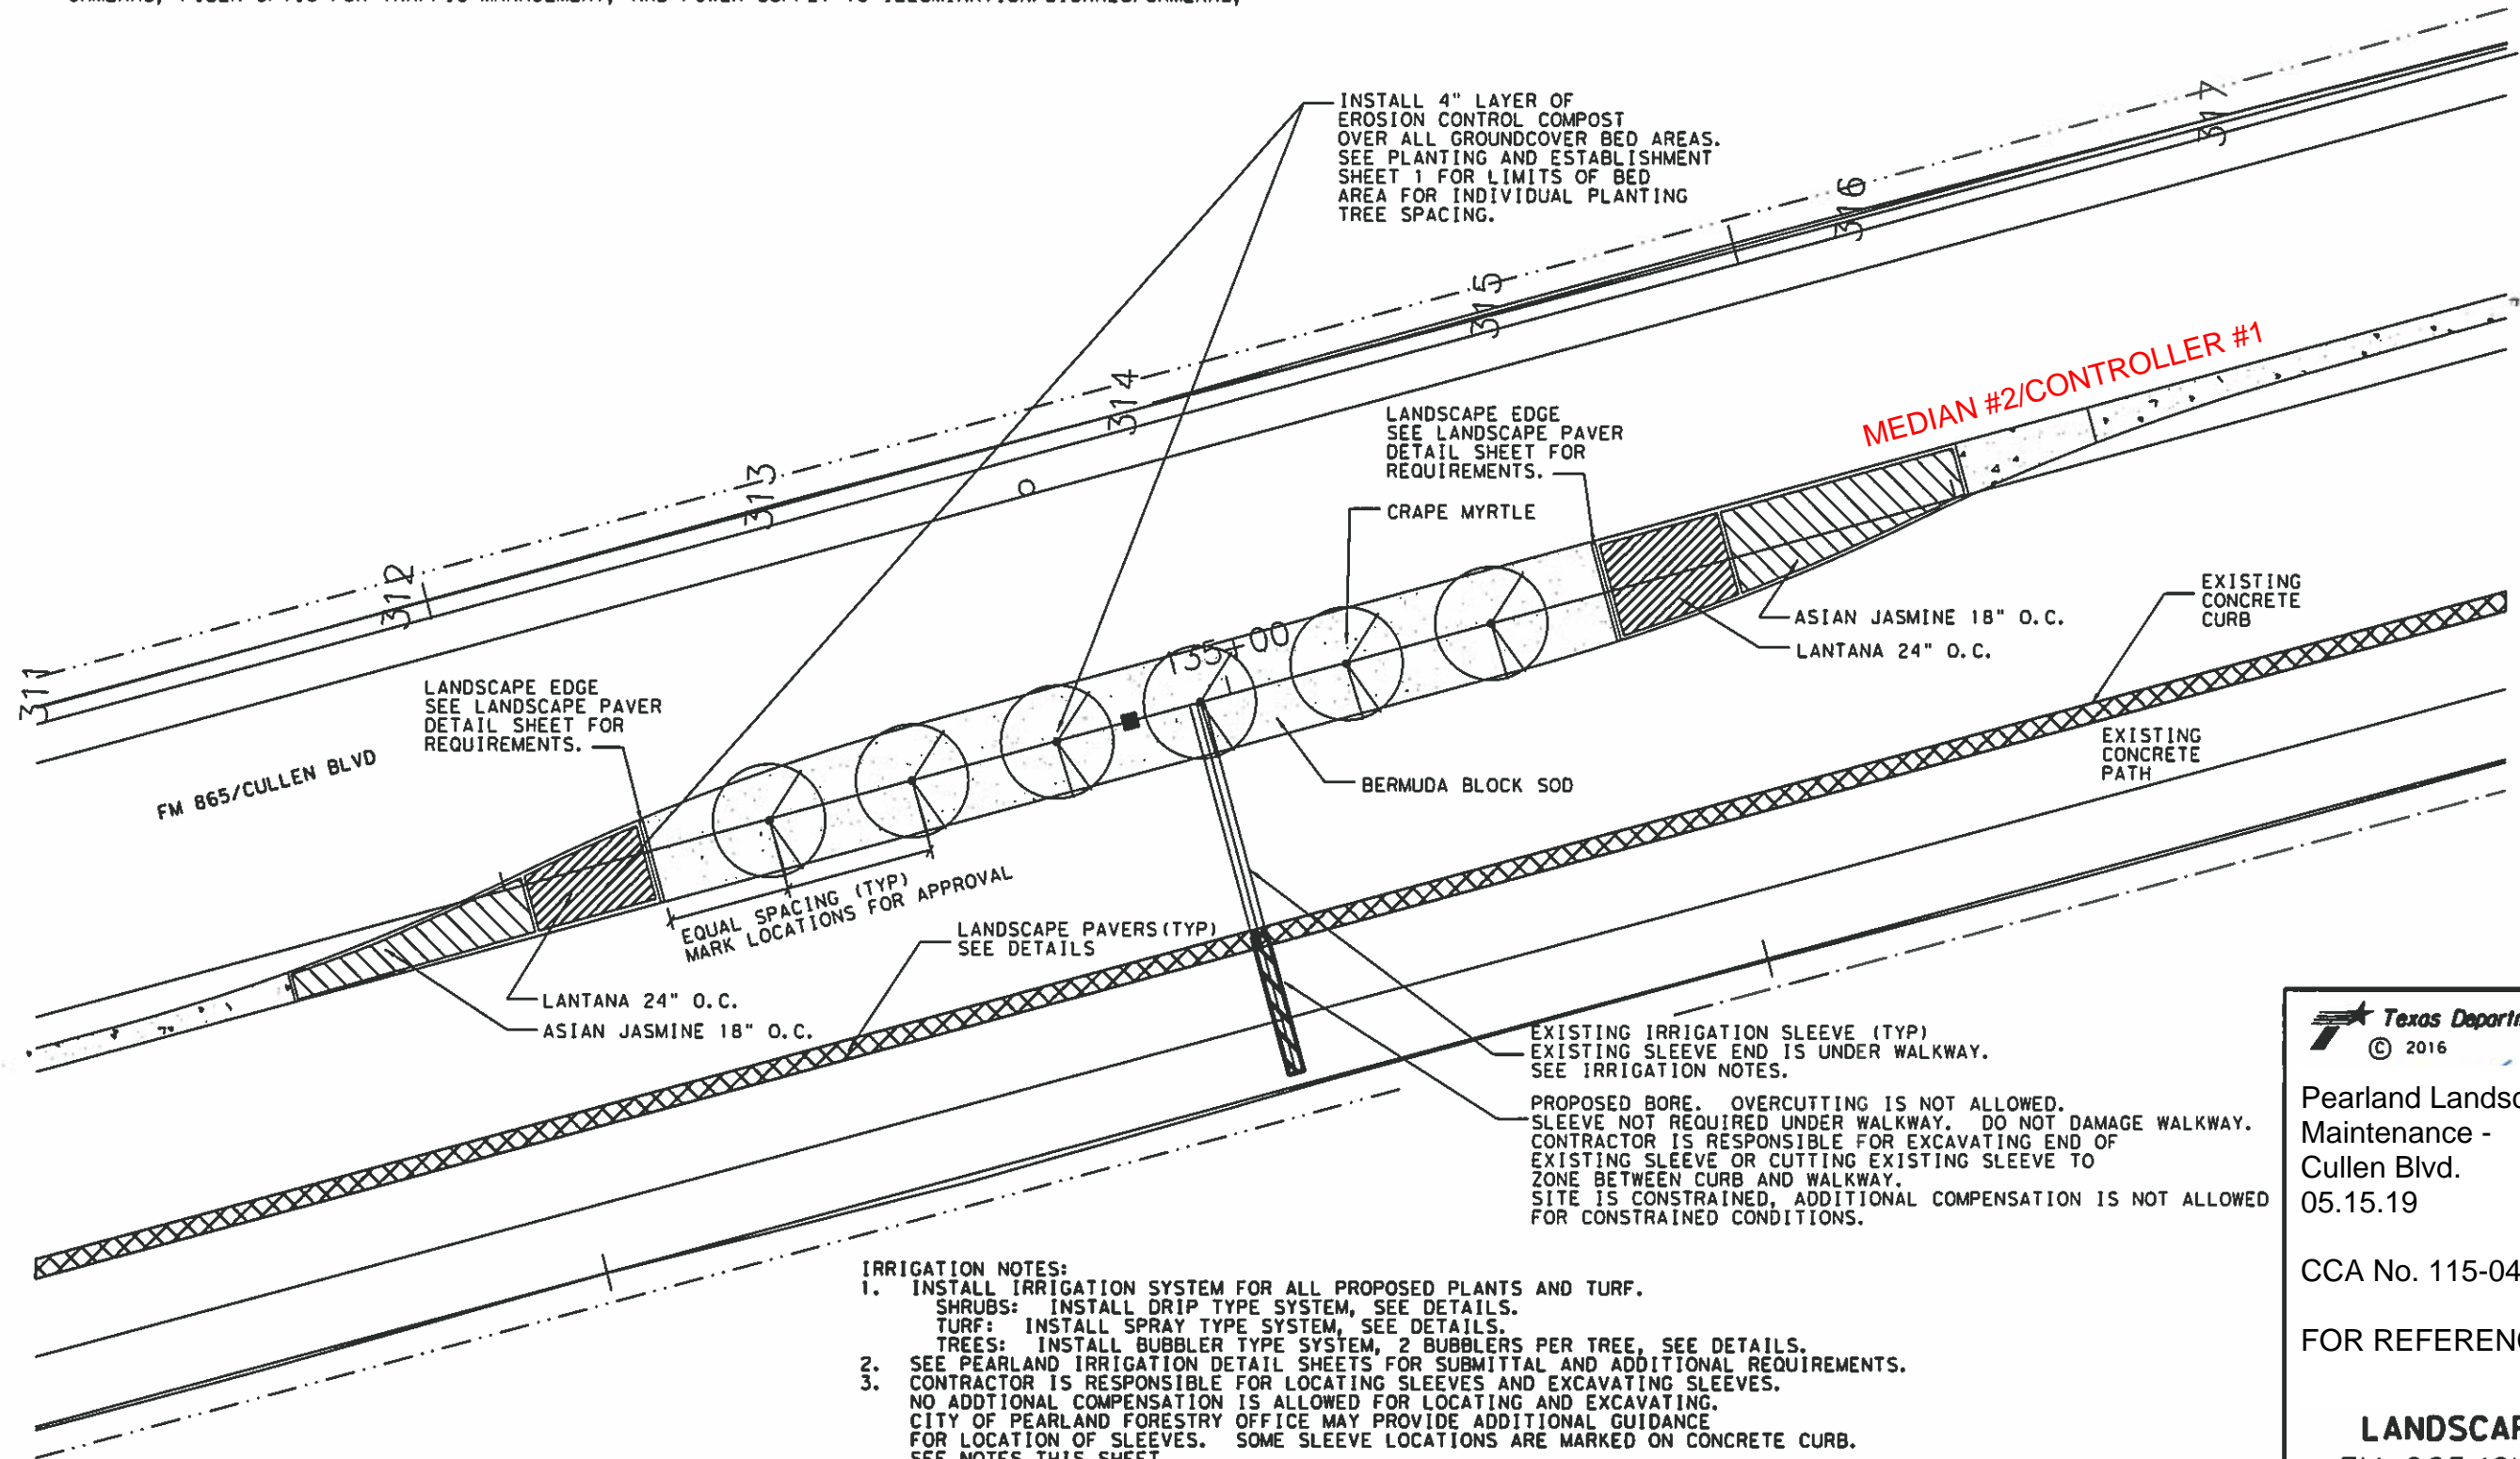 INSTALL 4" LAYER OF
EROSION CONTROL COMPOST
OVER ALL GROUNDCOVER BED AREAS.
SEE PLANTING AND ESTABLISHMENT
SHEET 1 FOR LIMITS OF BED
AREA FOR INDIVIDUAL PLANTING
TREE SPACING.
317
316
315
314
313
312
311
MEDIAN #2/CONTROLLER #1
LANDSCAPE EDGE
SEE LANDSCAPE PAVER
DETAIL SHEET FOR
REQUIREMENTS.
CRAPE MYRTLE
EXISTING
CONCRETE
CURB
ASIAN JASMINE 18" O.C.
LANTANA 24" O.C.
135+00
LANDSCAPE EDGE
SEE LANDSCAPE PAVER
DETAIL SHEET FOR
REQUIREMENTS.
EXISTING
CONCRETE
PATH
FM 865/CULLEN BLVD
BERMUDA BLOCK SOD
EQUAL SPACING (TYP)
MARK LOCATIONS FOR APPROVAL
LANDSCAPE PAVERS(TYP)
SEE DETAILS
LANTANA 24" O.C.
ASIAN JASMINE 18" O.C.
EXISTING IRRIGATION SLEEVE (TYP)
EXISTING SLEEVE END IS UNDER WALKWAY.
SEE IRRIGATION NOTES.
PROPOSED BORE. OVERCUTTING IS NOT ALLOWED.
SLEEVE NOT REQUIRED UNDER WALKWAY. DO NOT DAMAGE WALKWAY.
CONTRACTOR IS RESPONSIBLE FOR EXCAVATING END OF
EXISTING SLEEVE OR CUTTING EXISTING SLEEVE TO
ZONE BETWEEN CURB AND WALKWAY.
SITE IS CONSTRAINED, ADDITIONAL COMPENSATION IS NOT ALLOWED
FOR CONSTRAINED CONDITIONS.
IRRIGATION NOTES:
1. INSTALL IRRIGATION SYSTEM FOR ALL PROPOSED PLANTS AND TURF.
SHRUBS: INSTALL DRIP TYPE SYSTEM, SEE DETAILS.
TURF: INSTALL SPRAY TYPE SYSTEM, SEE DETAILS.
TREES: INSTALL BUBBLER TYPE SYSTEM, 2 BUBBLERS PER TREE, SEE DETAILS.
2. SEE PEARLAND IRRIGATION DETAIL SHEETS FOR SUBMITTAL AND ADDITIONAL REQUIREMENTS.
3. CONTRACTOR IS RESPONSIBLE FOR LOCATING SLEEVES AND EXCAVATING SLEEVES.
NO ADDTIONAL COMPENSATION IS ALLOWED FOR LOCATING AND EXCAVATING.
CITY OF PEARLAND FORESTRY OFFICE MAY PROVIDE ADDITIONAL GUIDANCE
FOR LOCATION OF SLEEVES. SOME SLEEVE LOCATIONS ARE MARKED ON CONCRETE CURB.
SEE NOTES THIS SHEET
Texas
© 2016
Pearland
Maintenance -
Cullen Blvd.
05.15.19
CCA No. 115-04
FOR